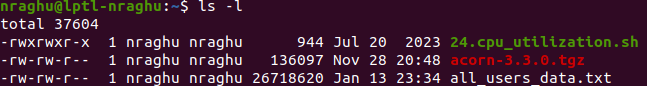 nraghu@lptl-nraghu:~$ ls -l
total 37604
-rwxrwxr-x 1 nraghu nraghu 944 Jul 20 2023 24.cpu_utilization.sh
-rw-rw-r-- 1 nraghu nraghu 136097 Nov 28 20:48 acorn-3.3.0.tgz
-rw-rw-r-- 1 nraghu nraghu 26718620 Jan 13 23:34 all_users_data.txt